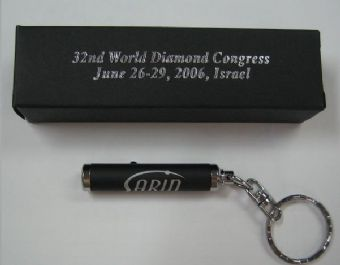 32nd World Diamond Congress
June 26-29, 2006, Israel
SARIN